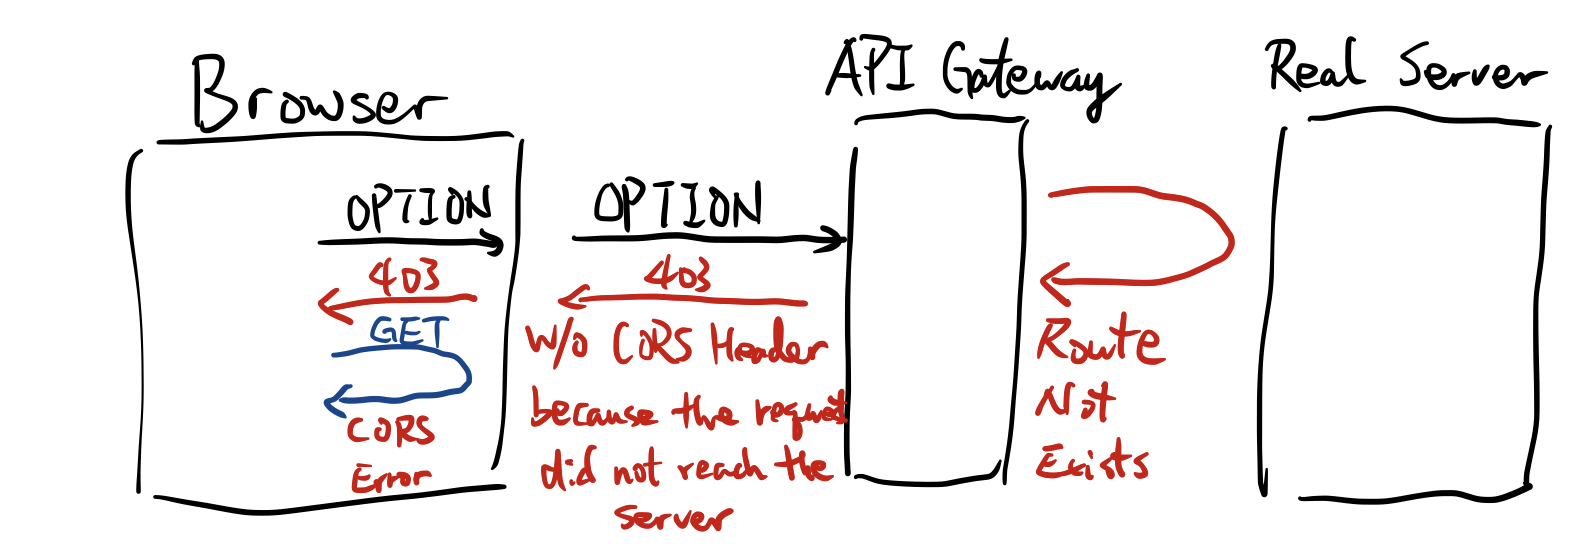 Browser
API Gateway
Real Server
OPTION
403
GET
CORS
Error
OPTION
403
W/o CORS Header
because the request
did not reach the
server
Route
Not
Exists